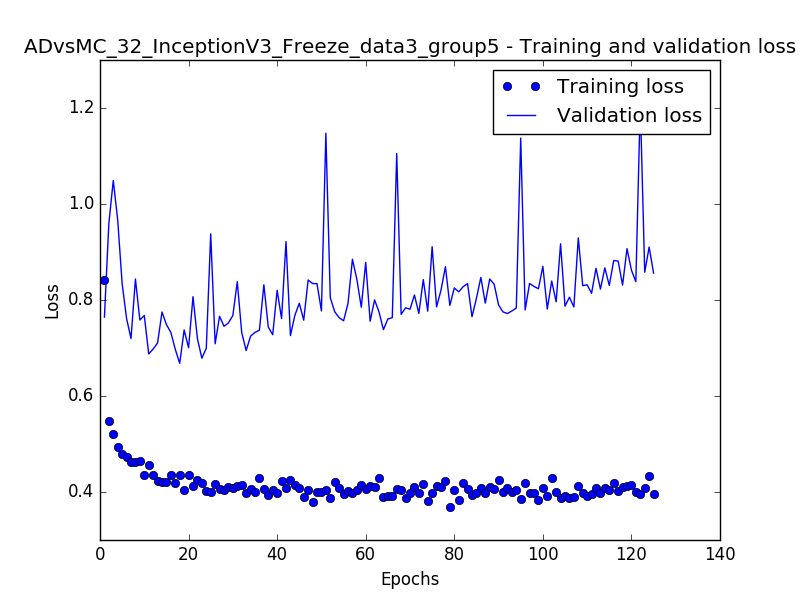 ADvsMC_32_InceptionV3_Freeze_data3_group5 - Training and validation loss
Training loss
Validation loss
1.2
1.0
0.8
0.6
0.4
Loss
0 20 40 60 80 100 120 140
Epochs